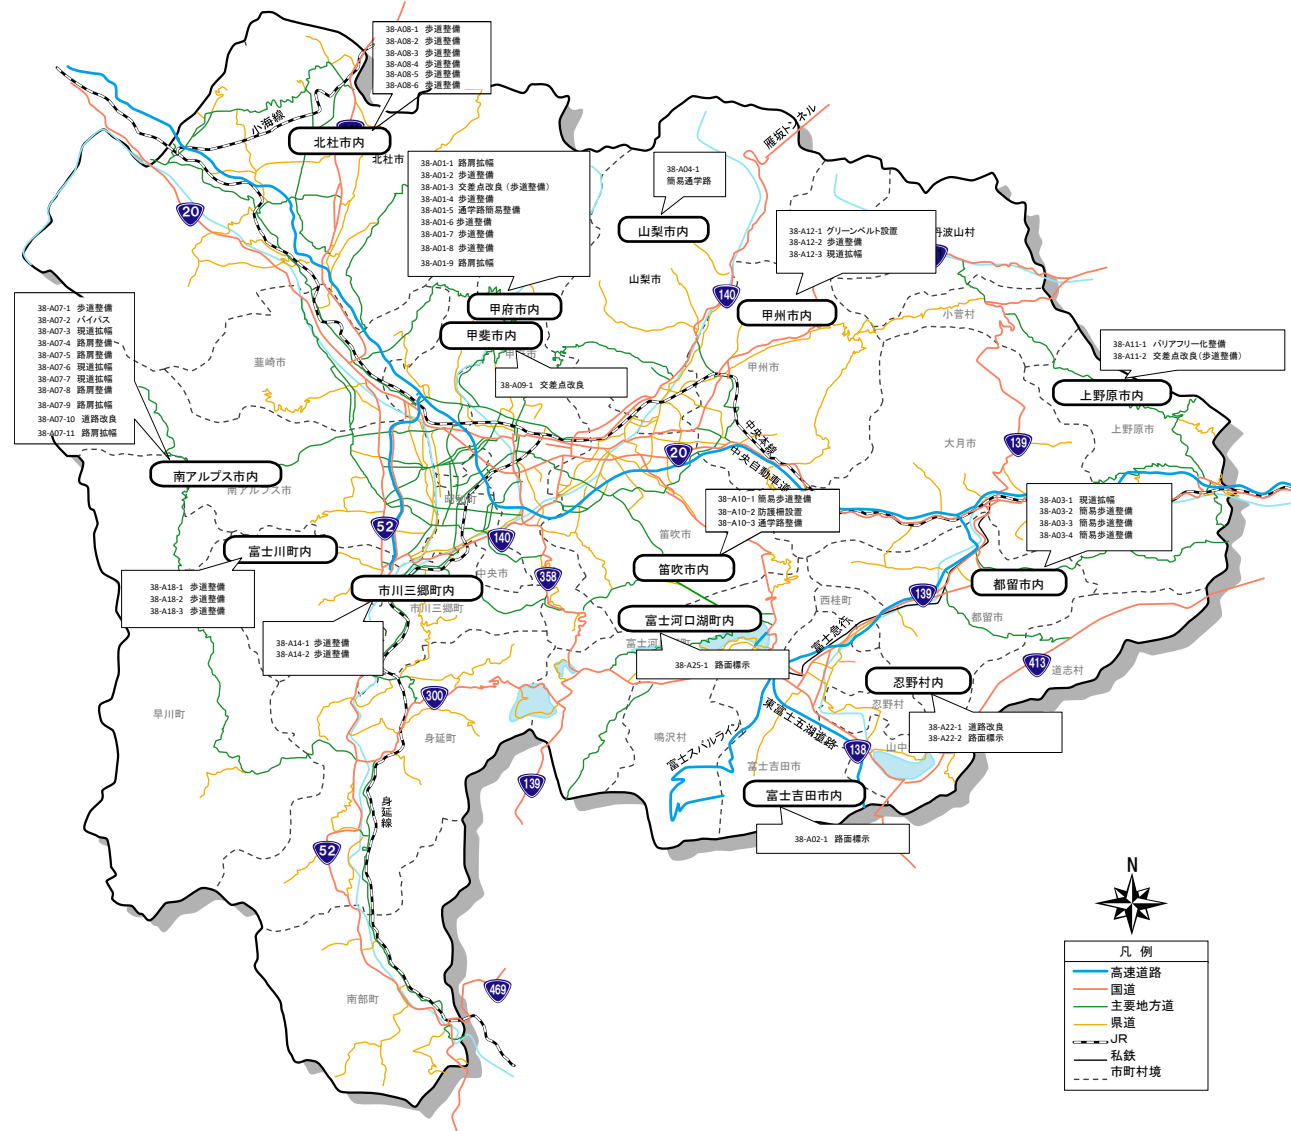 38-A08-1 歩道整備
38-A08-2 歩道整備
38-A08-3 歩道整備
38-A08-4 歩道整備
38-A08-5 歩道整備
38-A08-6 歩道整備
小海線
北杜市内
北杜市
雁坂トンネル
38-A01-1 路肩拡幅
38-A01-2 歩道整備
38-A01-3 交差点改良（歩道整備）
38-A01-4 歩道整備
38-A01-5 通学路簡易整備
38-A01-6 歩道整備
38-A01-7 歩道整備
38-A01-8 歩道整備
38-A01-9 路肩拡幅
38-A04-1
簡易通学路
山梨市内
山梨市
20
38-A12-1 グリーンベルト設置
38-A12-2 歩道整備
38-A12-3 現道拡幅
丹波山村
140
甲府市内
甲州市内
甲斐市内
小菅村
38-A07-1 歩道整備
38-A07-2 バイパス
38-A07-3 現道拡幅
38-A07-4 路肩整備
38-A07-5 路肩整備
38-A07-6 現道拡幅
38-A07-7 現道拡幅
38-A07-8 路肩整備
38-A07-9 路肩拡幅
38-A07-10 道路改良
38-A07-11 路肩拡幅
韮崎市
38-A09-1 交差点改良
甲州市
38-A11-1 バリアフリー化整備
38-A11-2 交差点改良(歩道整備)
上野原市内
上野原市
大月市
139
中央本線
中央自動車道
20
南アルプス市内
南アルプス市
38-A10-1 簡易歩道整備
38-A10-2 防護柵設置
38-A10-3 通学路整備
38-A03-1 現道拡幅
38-A03-2 簡易歩道整備
38-A03-3 簡易歩道整備
38-A03-4 簡易歩道整備
52
140
笛吹市
富士川町内
358
中央市
笛吹市内
都留市内
38-A18-1 歩道整備
38-A18-2 歩道整備
38-A18-3 歩道整備
市川三郷町内
市川三郷町
139
西桂町
都留市
富士河口湖町内
富士急行
38-A14-1 歩道整備
38-A14-2 歩道整備
38-A25-1 路面標示
413
道志村
忍野村内
忍野村
300
早川町
身延町
鳴沢村
富士スバルライン
東富士五湖道路
38-A22-1 道路改良
38-A22-2 路面標示
138
山中
富士吉田市
139
富士吉田市内
身延線
38-A02-1 路面標示
52
469
南部町
N
凡 例
高速道路
国道
主要地方道
県道
JR
私鉄
市町村境